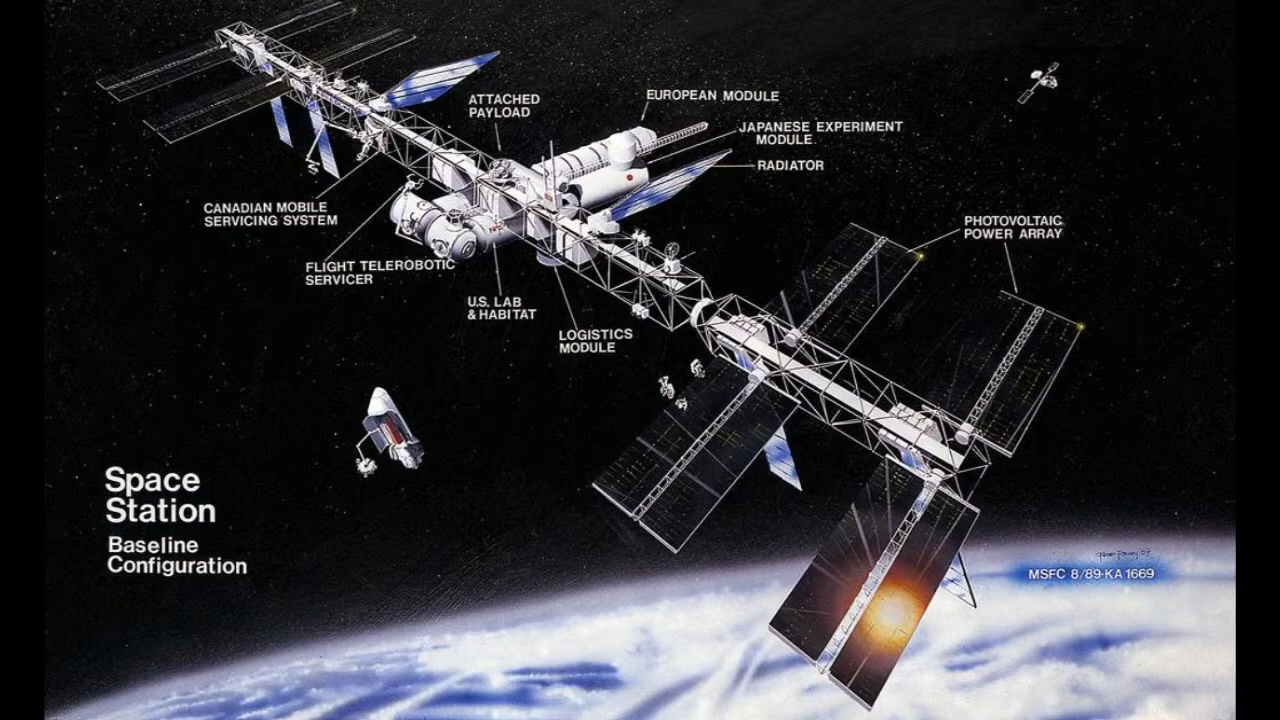 ATTACHED
PAYLOAD
EUROPEAN MODULE
JAPANESE EXPERIMENT
MODULE
RADIATOR
CANADIAN MOBILE
SERVICING SYSTEM
PHOTOVOLTAIC
POWER ARRAY
FLIGHT TELEROBOTIC
SERVICER
U.S. LAB
& HABITAT
LOGISTICS
MODULE
Space
Station
Baseline
Configuration
MSFC 8/89-KA 1669